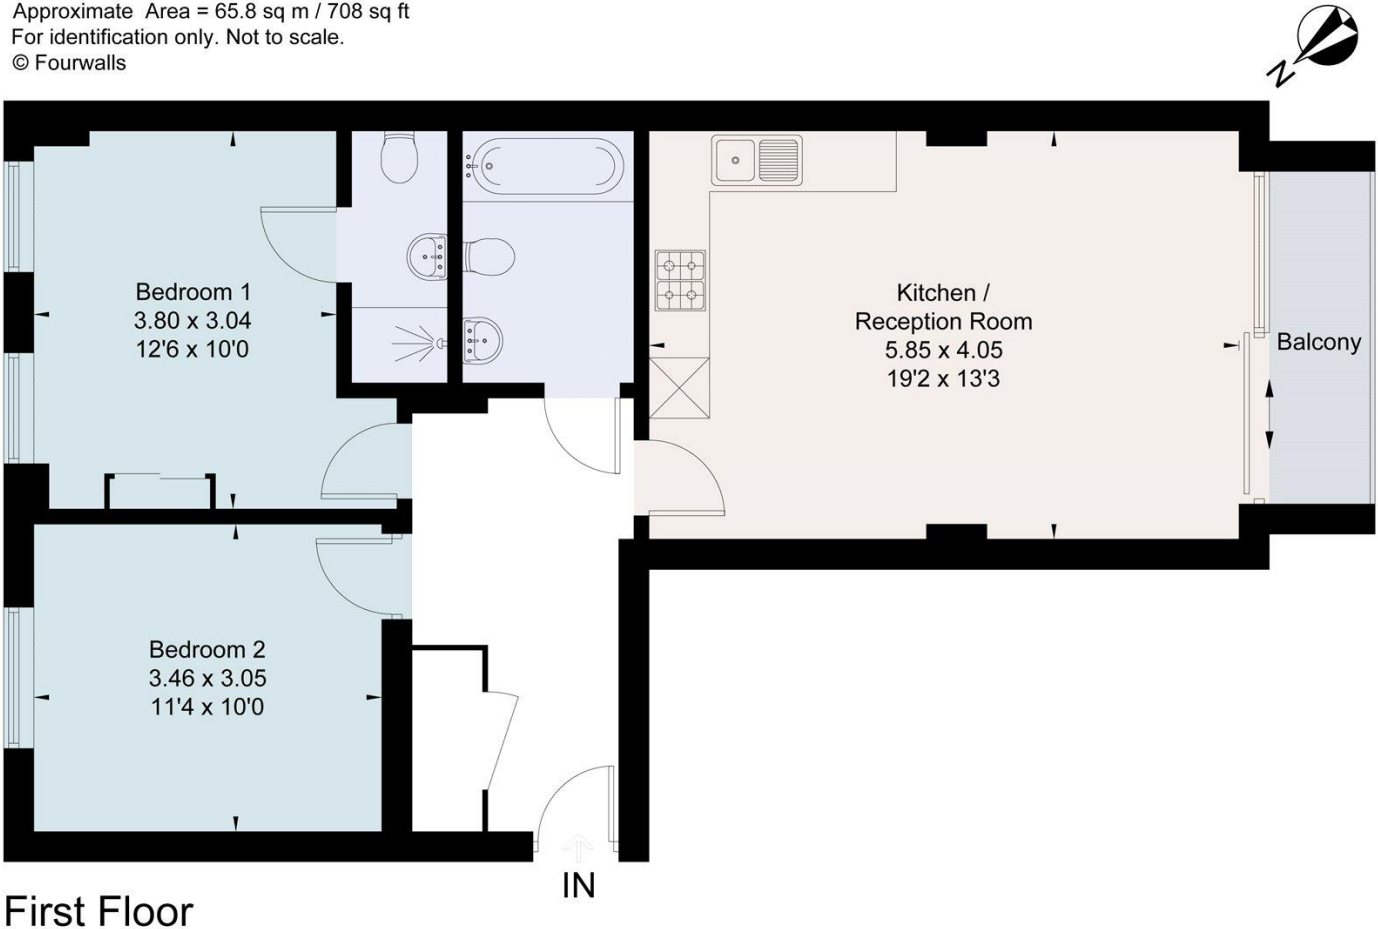 Approximate Area = 65.8 sq m / 708 sq ft
For identification only. Not to scale.
© Fourwalls
N
Bedroom 1
3.80 x 3.04
12'6 x 10'0
Kitchen /
Reception Room
5.85 x 4.05
19'2 x 13'3
Balcony
Bedroom 2
3.46 x 3.05
11'4 x 10'0
IN
First Floor